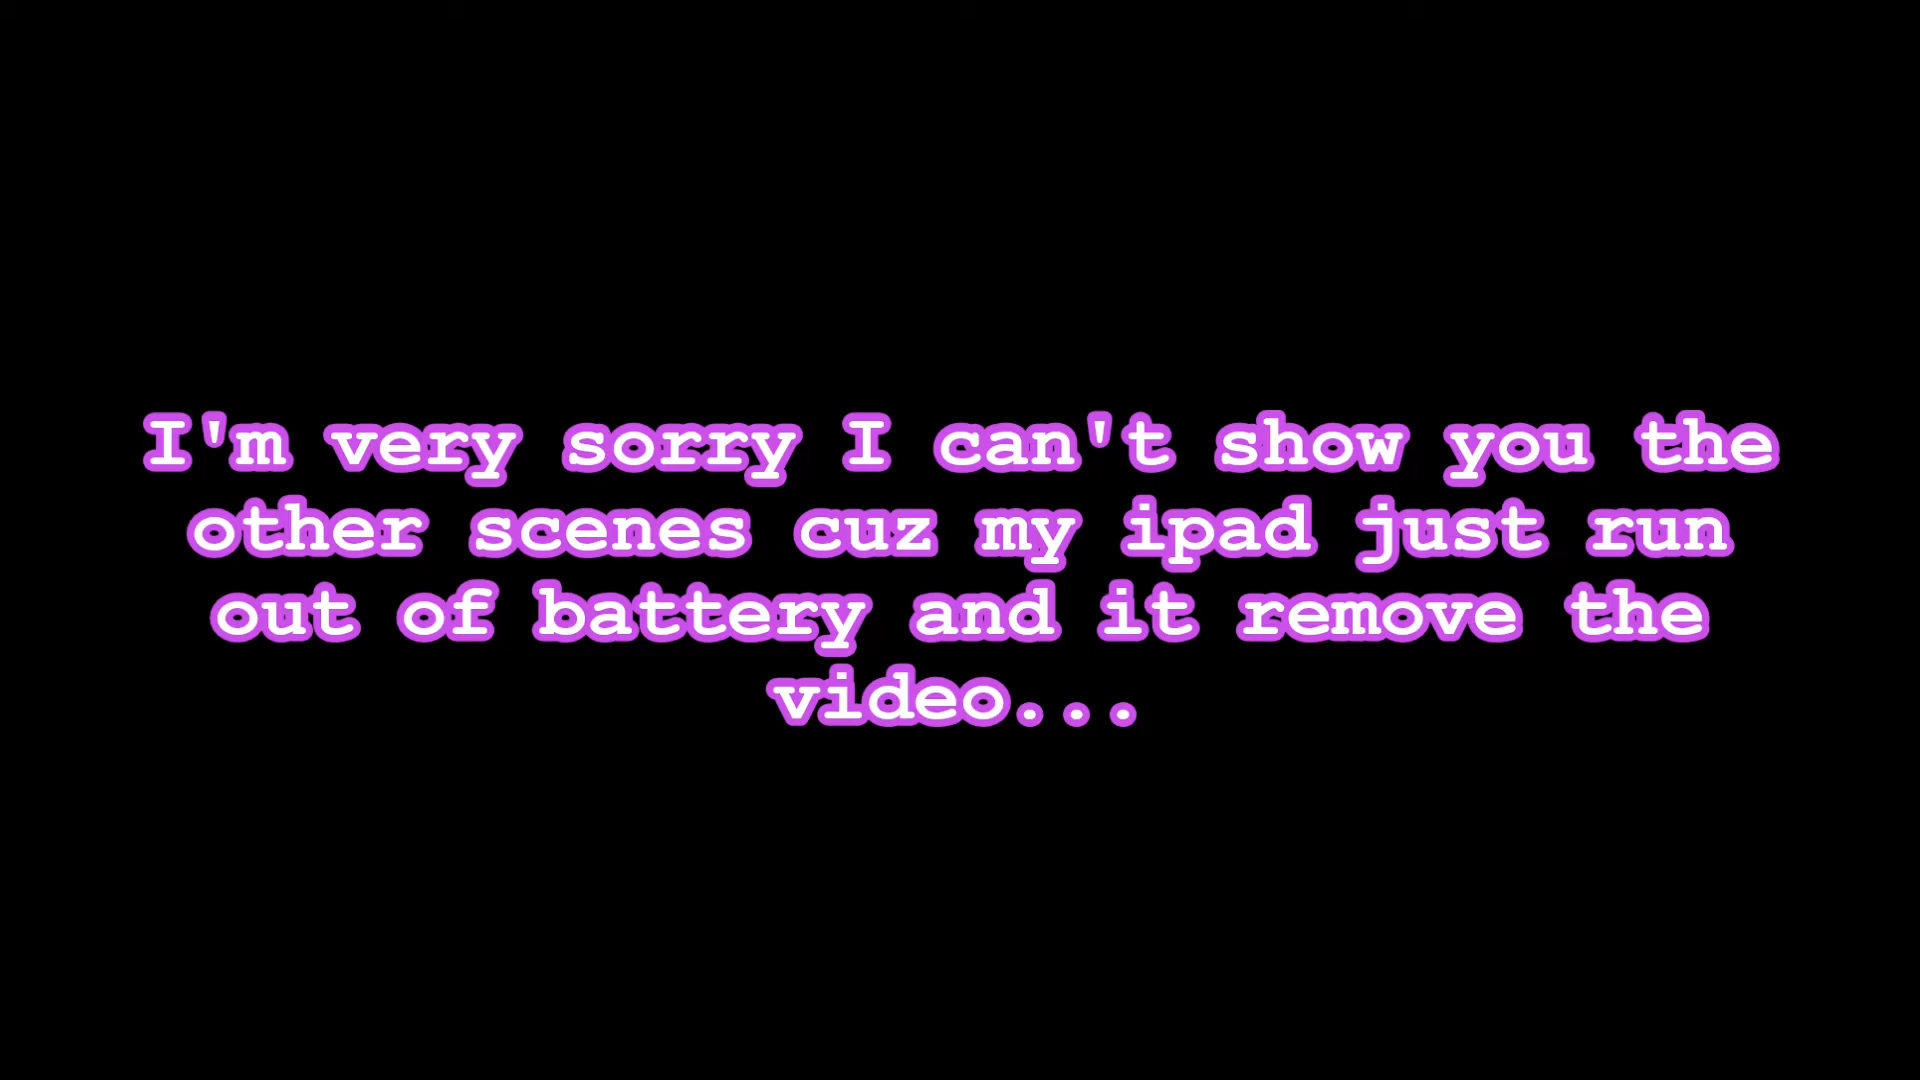 I'm very sorry I can't show you the
other scenes cuz my ipad just run
out of battery and it remove the
video...